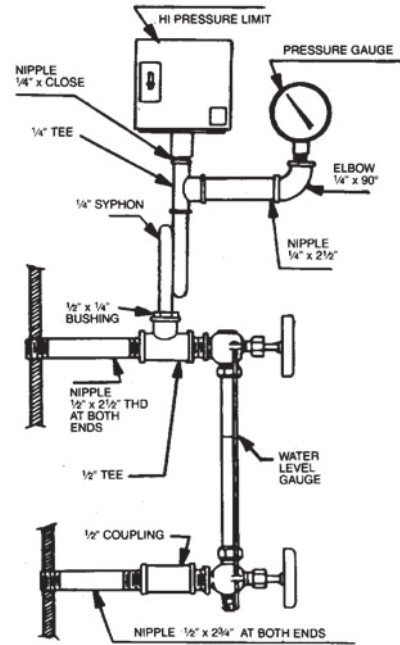 HI PRESSURE LIMIT
PRESSURE GAUGE
NIPPLE
¼" x CLOSE
¼" TEE
ELBOW
¼" x 90°
¼" SYPHON
NIPPLE
¼" x 2½"
½" x ¼"
BUSHING
NIPPLE
½" x 2½" THD
AT BOTH
ENDS
½" TEE
WATER
LEVEL
GAUGE
½" COUPLING
NIPPLE ½" x 2¾" AT BOTH ENDS